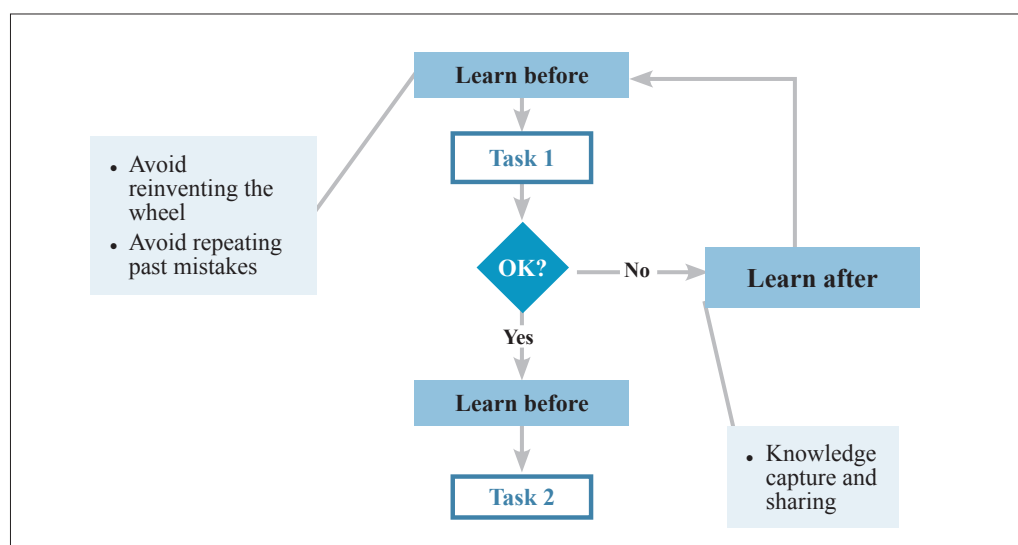 Learn before
Task 1
• Avoid
reinventing the
wheel
• Avoid repeating
past mistakes
OK?
No
Learn after
Yes
Learn before
Task 2
• Knowledge
capture and
sharing